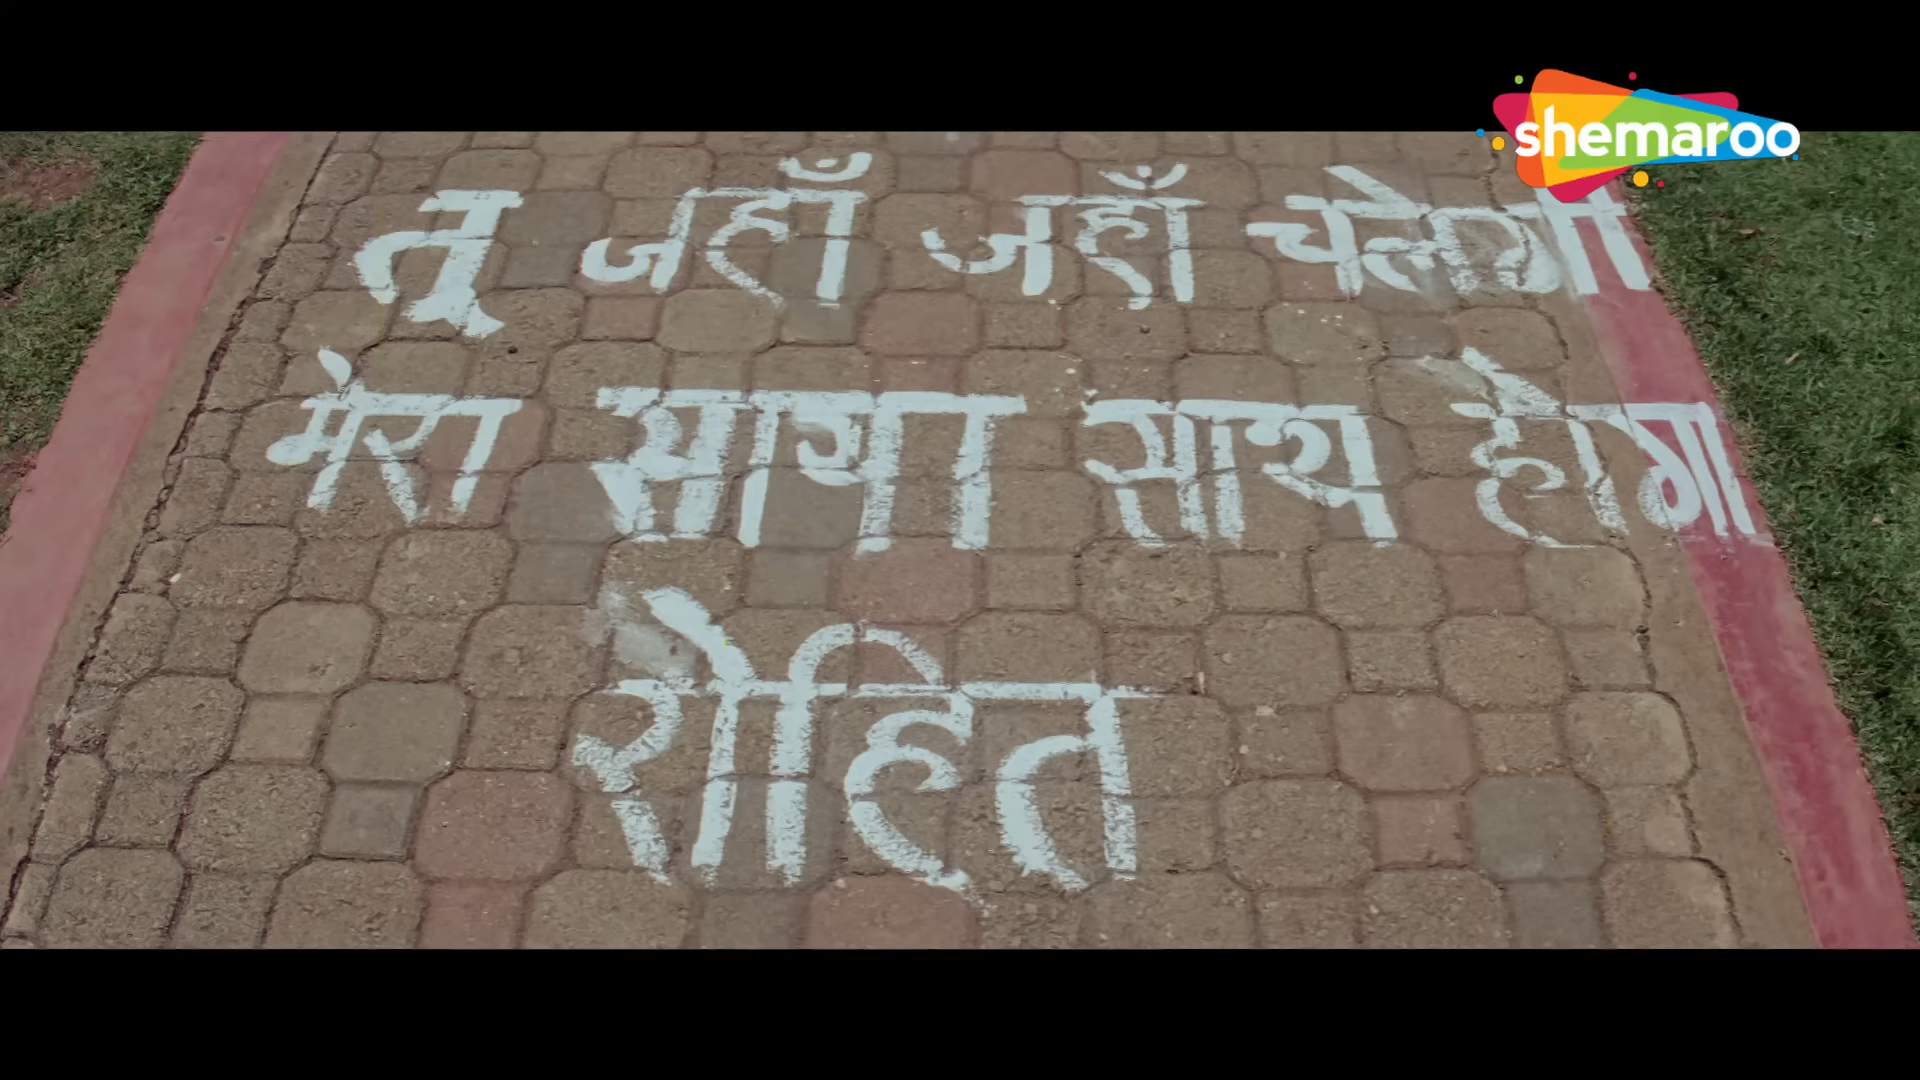 shemaroo
तू जहाँ जहाँ चलेगा
मेरा साया साथ होगा
रोहित